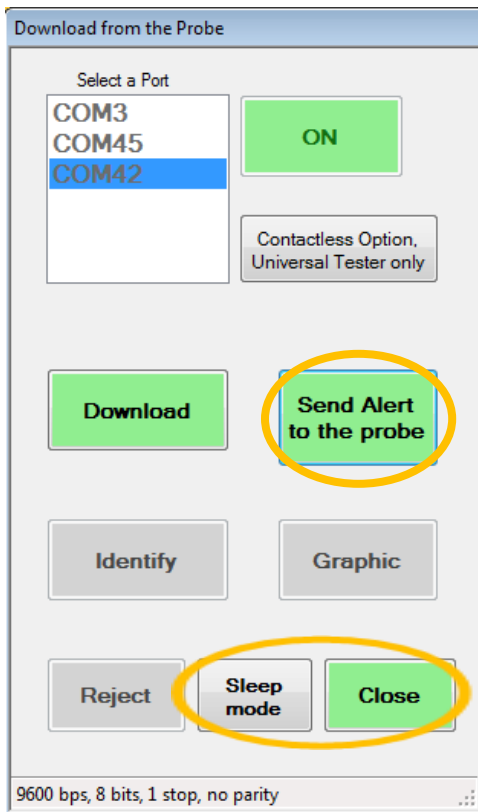 Download from the Probe
Select a Port
COM3
COM45
COM42
ON
Contactless Option,
Universal Tester only
Download
Send Alert
to the probe
Identify
Graphic
Reject
Sleep
mode
Close
9600 bps, 8 bits, 1 stop, no parity